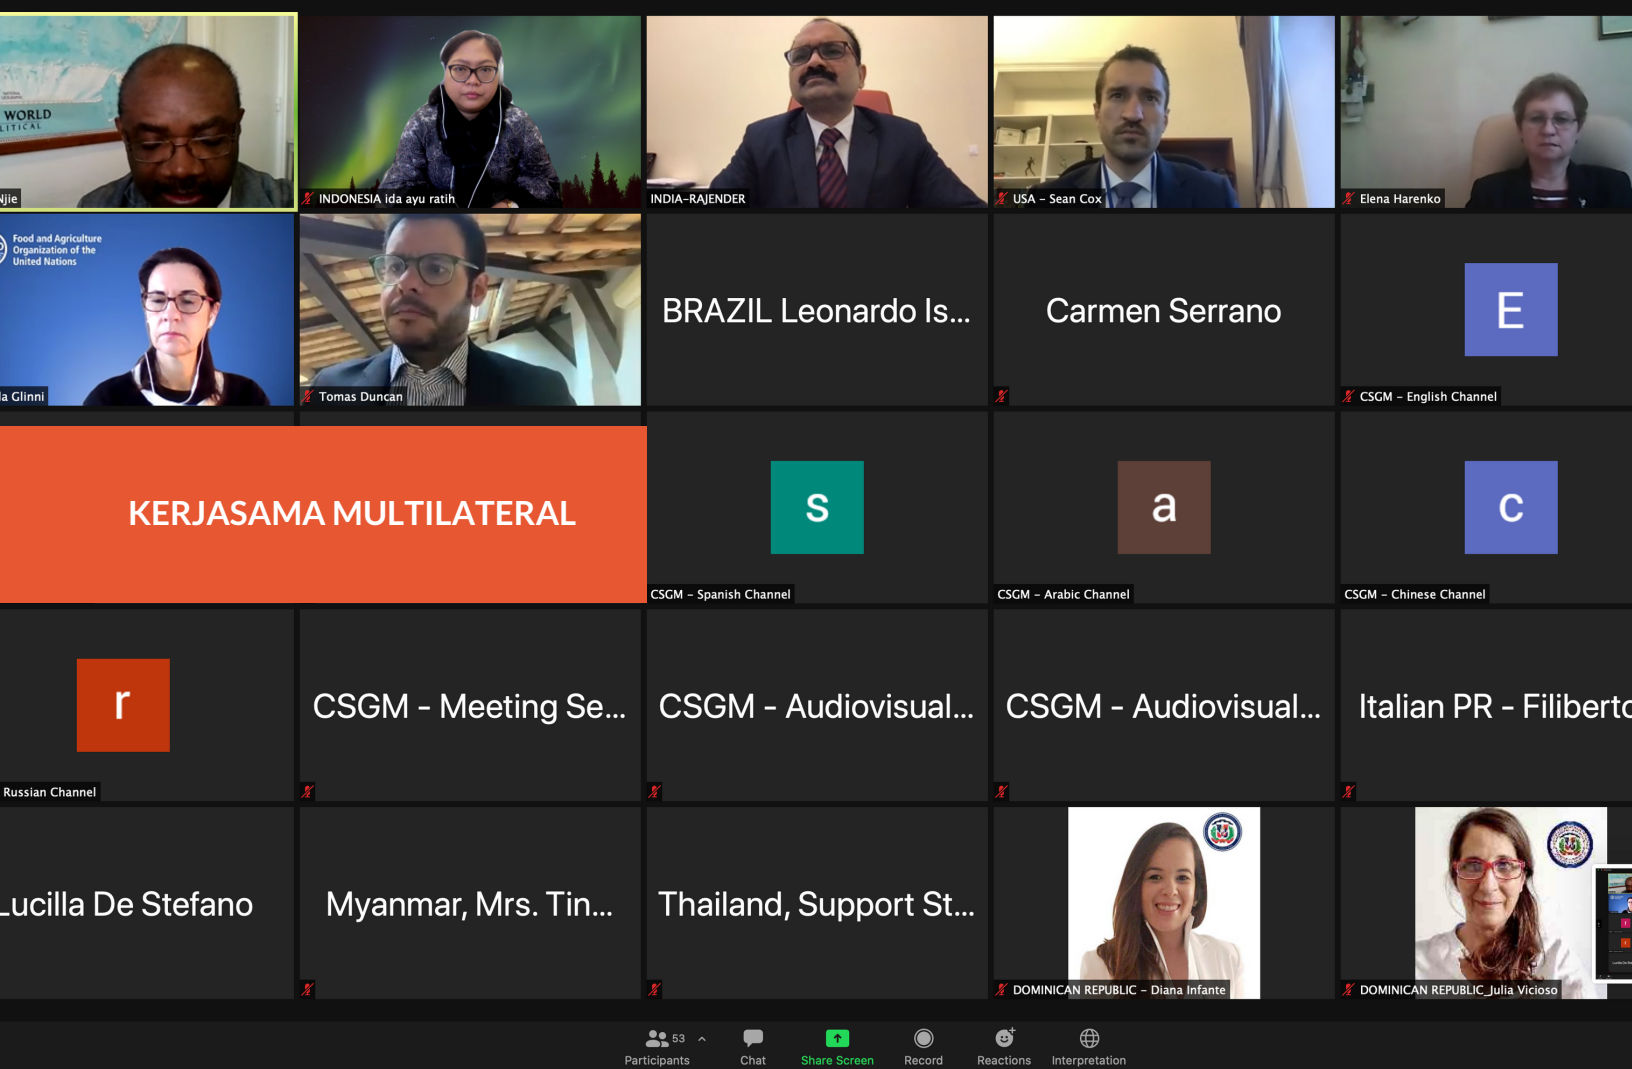 WORLD
LITICAL
Njie
INDONESIA ida ayu ratih
INDIA-RAJENDER
USA – Sean Cox
Elena Harenko
Food and Agriculture
Organization of the
United Nations
la Glinni
Tomas Duncan
BRAZIL Leonardo Is...
Carmen Serrano
E
CSGM – English Channel
KERJASAMA MULTILATERAL
s
CSGM – Spanish Channel
a
CSGM – Arabic Channel
c
CSGM – Chinese Channel
r
Russian Channel
CSGM - Meeting Se...
CSGM - Audiovisual...
CSGM - Audiovisual...
Italian PR - Filiberto
Lucilla De Stefano
Myanmar, Mrs. Tin...
Thailand, Support St...
DOMINICAN REPUBLIC – Diana Infante
DOMINICAN REPUBLIC_Julia Vicioso
53
Participants
Chat
Share Screen
Record
Reactions
Interpretation